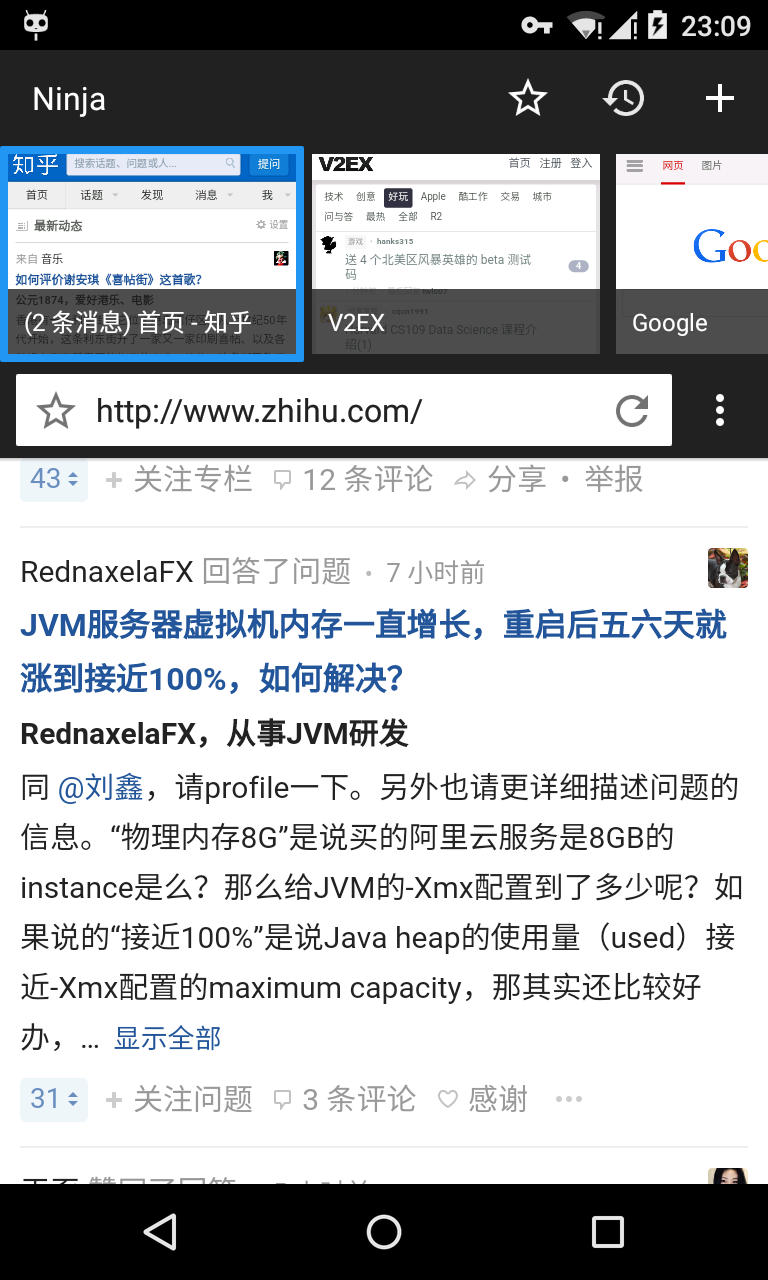 23:09
Ninja
知乎 搜索话题、问题或人... 提问
首页 话题 发现 消息 我
最新动态 设置
来自 音乐
如何评价谢安琪《喜帖街》这首歌?
公元1874，爱好港乐、电影
(2 条消息) 首页 - 知乎
V2EX 首页 注册 登入
技术 创意 好玩 Apple 酷工作 交易 城市
问与答 最热 全部 R2
游戏 · hanks315
送 4 个北美区风暴英雄的 beta 测试
码
4
CS109 Data Science 课程介
绍(1)
V2EX
网页 图片
Goo
Google
http://www.zhihu.com/
43 关注专栏 12 条评论 分享 • 举报
RednaxelaFX 回答了问题 · 7 小时前
JVM服务器虚拟机内存一直增长，重启后五六天就
涨到接近100%，如何解决？
RednaxelaFX，从事JVM研发
同 @刘鑫，请profile一下。另外也请更详细描述问题的
信息。“物理内存8G”是说买的阿里云服务是8GB的
instance是么？那么给JVM的-Xmx配置到了多少呢？如
果说的“接近100%”是说Java heap的使用量（used）接
近-Xmx配置的maximum capacity，那其实还比较好
办，... 显示全部
31 + 关注问题 3 条评论 感谢 •••